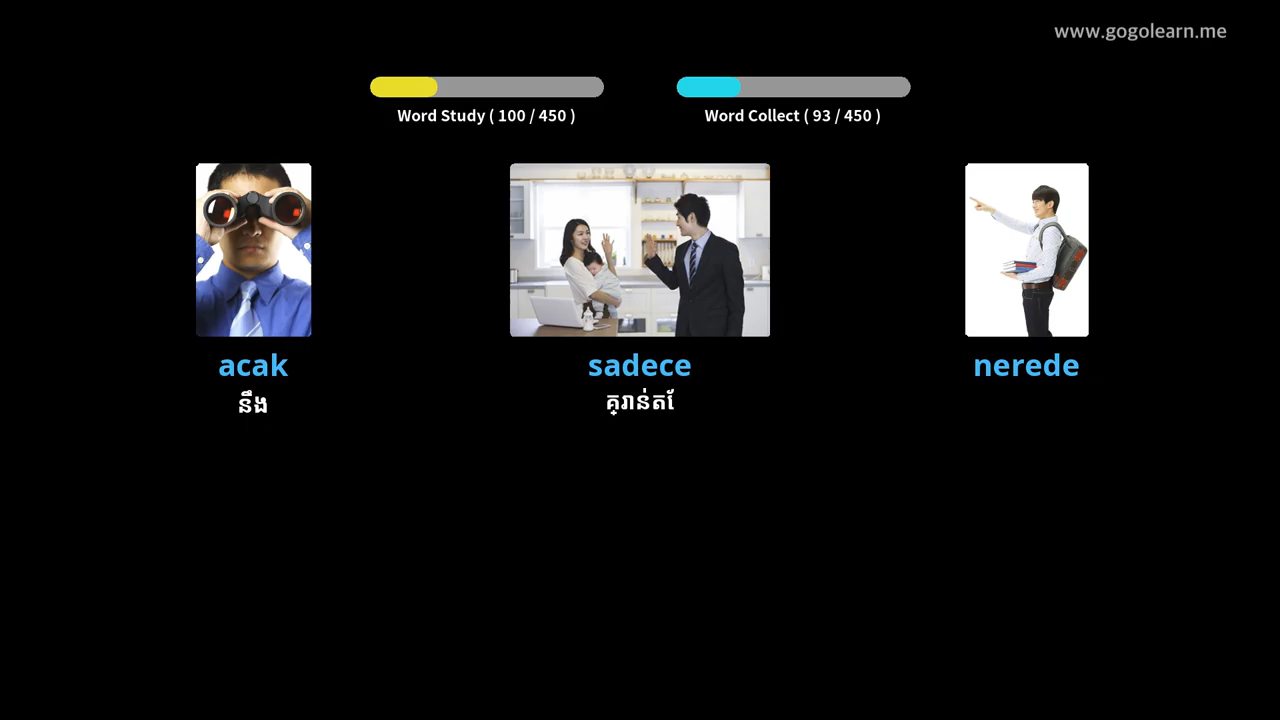 www.gogolearn.me
Word Study ( 100 / 450 )
Word Collect ( 93 / 450 )
acak
sadece
nerede
នឹង
គ្រាន់តែ